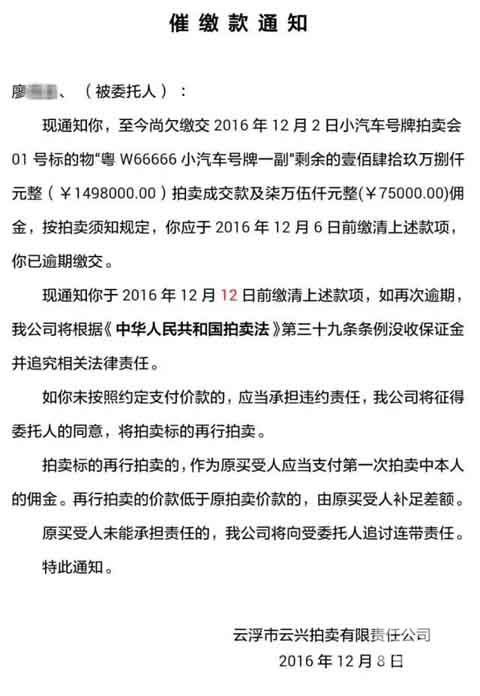 催缴款通知
廖、（被委托人）：
现通知你，至今尚欠缴交 2016 年 12 月 2 日小汽车号牌拍卖会
01 号标的物“粤 W66666 小汽车号牌一副”剩余的壹佰肆拾玖万捌仟
元整（￥1498000.00）拍卖成交款及柒万伍仟元整(￥75000.00)佣
金，按拍卖须知规定，你应于 2016 年 12 月 6 日前缴清上述款项，
你已逾期缴交。
现通知你于 2016 年 12 月 12 日前缴清上述款项，如再次逾期，
我公司将根据《中华人民共和国拍卖法》第三十九条条例没收保证金
并追究相关法律责任。
如你未按照约定支付价款的，应当承担违约责任，我公司将征得
委托人的同意，将拍卖标的再行拍卖。
拍卖标的再行拍卖的，作为原买受人应当支付第一次拍卖中本人
的佣金。再行拍卖的价款低于原拍卖价款的，由原买受人补足差额。
原买受人未能承担责任的，我公司将向受委托人追讨连带责任。
特此通知。
云浮市云兴拍卖有限责任公司
2016 年 12 月 8 日